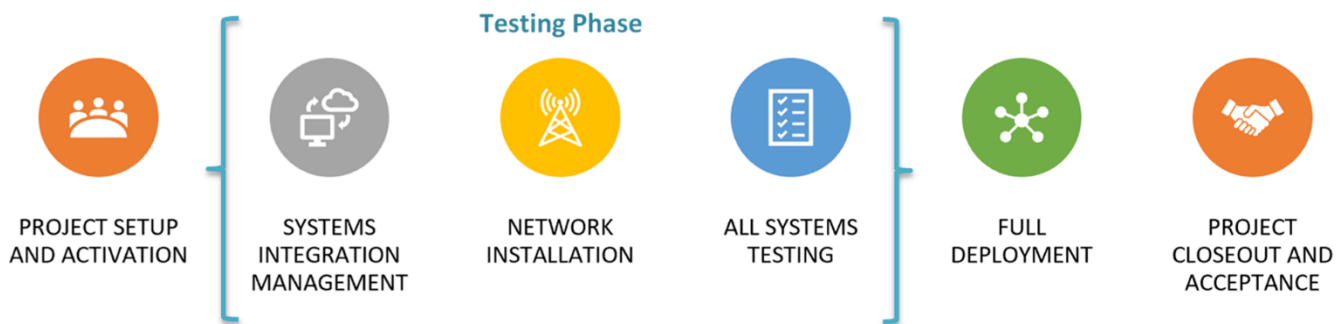 Testing Phase
PROJECT SETUP
AND ACTIVATION
SYSTEMS
INTEGRATION
MANAGEMENT
NETWORK
INSTALLATION
ALL SYSTEMS
TESTING
FULL
DEPLOYMENT
PROJECT
CLOSEOUT AND
ACCEPTANCE